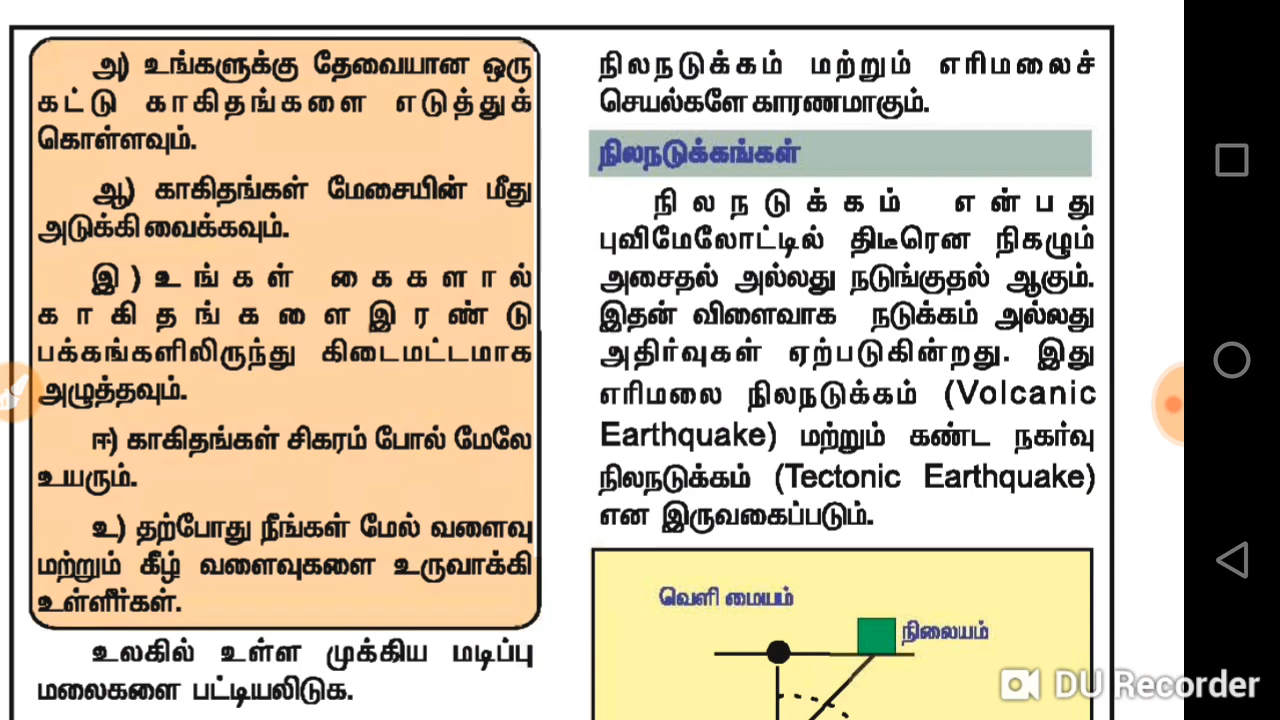 அ) உங்களுக்கு தேவையான ஒரு
கட்டு காகிதங்களை எடுத்துக்
கொள்ளவும்.
ஆ) காகிதங்கள் மேசையின் மீது
அடுக்கி வைக்கவும்.
இ) உங்கள் கைகளால்
காகிதங்களை இரண்டு
பக்கங்களிலிருந்து கிடைமட்டமாக
அழுத்தவும்.
ஈ) காகிதங்கள் சிகரம் போல் மேலே
உயரும்.
உ) தற்போது நீங்கள் மேல் வளைவு
மற்றும் கீழ் வளைவுகளை உருவாக்கி
உள்ளீர்கள்.
உலகில் உள்ள முக்கிய மடிப்பு
மலைகளை பட்டியலிடுக.
நிலநடுக்கம் மற்றும் எரிமலைச்
செயல்களே காரணமாகும்.
நிலநடுக்கங்கள்
நிலநடுக்கம் என்பது
புவிமேலோட்டில் திடீரென நிகழும்
அசைதல் அல்லது நடுங்குதல் ஆகும்.
இதன் விளைவாக நடுக்கம் அல்லது
அதிர்வுகள் ஏற்படுகின்றது. இது
எரிமலை நிலநடுக்கம் (Volcanic
Earthquake) மற்றும் கண்ட நகர்வு
நிலநடுக்கம் (Tectonic Earthquake)
என இருவகைப்படும்.
வெளி மையம்
நிலையம்
DU Recorder